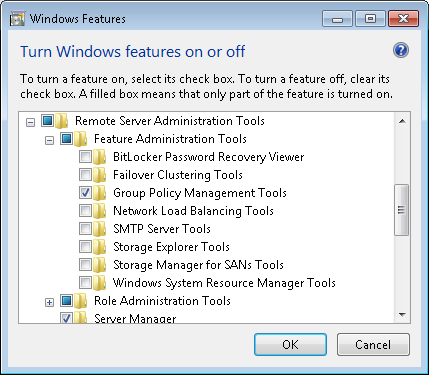 Windows Features
Turn Windows features on or off
To turn a feature on, select its check box. To turn a feature off, clear its
check box. A filled box means that only part of the feature is turned on.
Remote Server Administration Tools
Feature Administration Tools
BitLocker Password Recovery Viewer
Failover Clustering Tools
Group Policy Management Tools
Network Load Balancing Tools
SMTP Server Tools
Storage Explorer Tools
Storage Manager for SANs Tools
Windows System Resource Manager Tools
Role Administration Tools
Server Manager
OK
Cancel